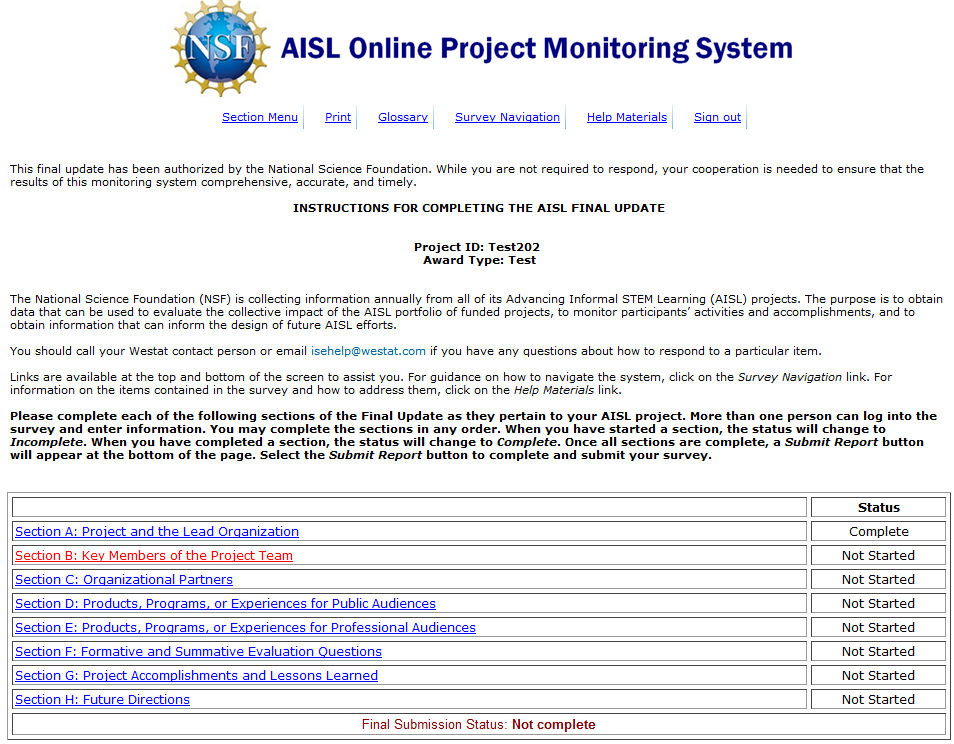 NSF AISL Online Project Monitoring System
Section Menu Print Glossary Survey Navigation Help Materials Sign out
This final update has been authorized by the National Science Foundation. While you are not required to respond, your cooperation is needed to ensure that the
results of this monitoring system comprehensive, accurate, and timely.
INSTRUCTIONS FOR COMPLETING THE AISL FINAL UPDATE
Project ID: Test202
Award Type: Test
The National Science Foundation (NSF) is collecting information annually from all of its Advancing Informal STEM Learning (AISL) projects. The purpose is to obtain
data that can be used to evaluate the collective impact of the AISL portfolio of funded projects, to monitor participants’ activities and accomplishments, and to
obtain information that can inform the design of future AISL efforts.
You should call your Westat contact person or email isehelp@westat.com if you have any questions about how to respond to a particular item.
Links are available at the top and bottom of the screen to assist you. For guidance on how to navigate the system, click on the Survey Navigation link. For
information on the items contained in the survey and how to address them, click on the Help Materials link.
Please complete each of the following sections of the Final Update as they pertain to your AISL project. More than one person can log into the
survey and enter information. You may complete the sections in any order. When you have started a section, the status will change to
Incomplete. When you have completed a section, the status will change to Complete. Once all sections are complete, a Submit Report button
will appear at the bottom of the page. Select the Submit Report button to complete and submit your survey.
Status
Section A: Project and the Lead Organization Complete
Section B: Key Members of the Project Team Not Started
Section C: Organizational Partners Not Started
Section D: Products, Programs, or Experiences for Public Audiences Not Started
Section E: Products, Programs, or Experiences for Professional Audiences Not Started
Section F: Formative and Summative Evaluation Questions Not Started
Section G: Project Accomplishments and Lessons Learned Not Started
Section H: Future Directions Not Started
Final Submission Status: Not complete